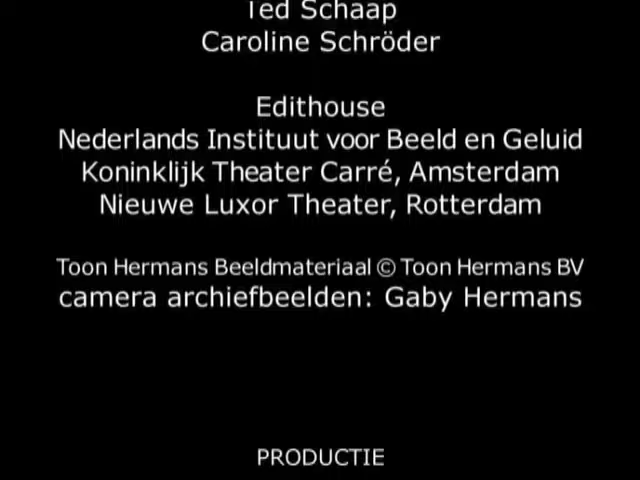 Ted Schaap
Caroline Schröder
Edithouse
Nederlands Instituut voor Beeld en Geluid
Koninklijk Theater Carré, Amsterdam
Nieuwe Luxor Theater, Rotterdam
Toon Hermans Beeldmateriaal © Toon Hermans BV
camera archiefbeelden: Gaby Hermans
PRODUCTIE